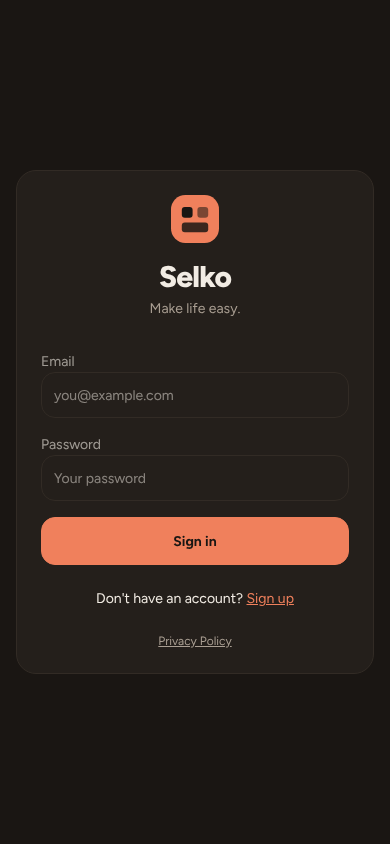 Selko
Make life easy.
Email
you@example.com
Password
Your password
Sign in
Don't have an account? Sign up
Privacy Policy